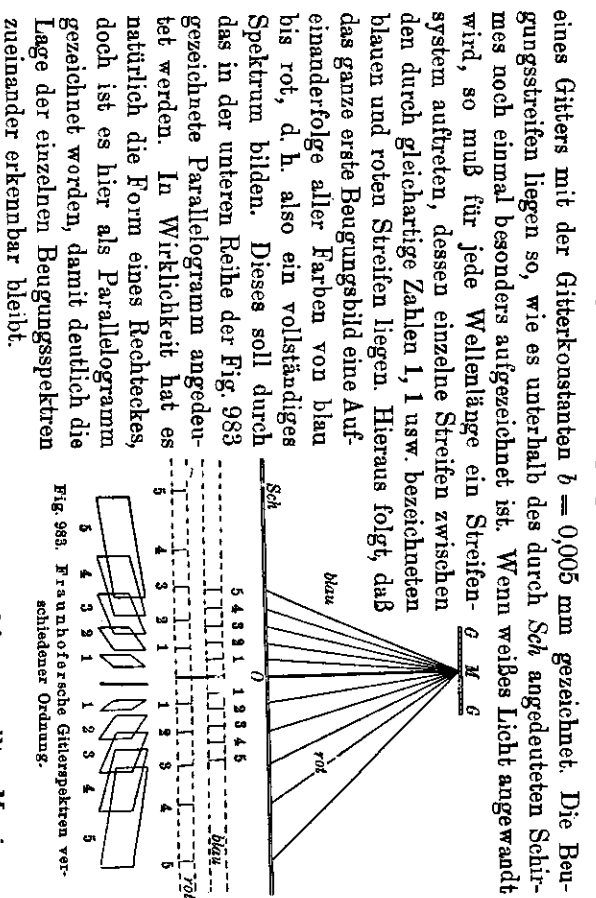 eines Gitters mit der Gitterkonstanten b = 0,005 mm gezeichnet. Die Beu-
gungsstreifen liegen so, wie es unterhalb des durch Sch angedeuteten Schir-
mes noch einmal besonders aufgezeichnet ist. Wenn weißes Licht angewandt
wird, so muß für jede Wellenlänge ein Streifen-
system auftreten, dessen einzelne Streifen zwischen
den durch gleichartige Zahlen 1, 1 usw. bezeichneten
blauen und roten Streifen liegen. Hieraus folgt, daß
das ganze erste Beugungsbild eine Auf-
einanderfolge aller Farben von blau
bis rot, d. h. also ein vollständiges
Spektrum bilden. Dieses soll durch
das in der unteren Reihe der Fig. 983
gezeichnete Parallelogramm angedeu-
tet werden. In Wirklichkeit hat es
natürlich die Form eines Rechteckes,
doch ist es hier als Parallelogramm
gezeichnet worden, damit deutlich die
Lage der einzelnen Beugungsspektren
zueinander erkennbar bleibt.
G M G
blau rot
Sch O
5 4 3 2 1 1 2 3 4 5
blau
5 4 3 2 1 1 2 3 4 5
rot
5 4 3 2 1 1 2 3 4 5
Fig. 983. Fraunhofersche Gitterspektren ver-
schiedener Ordnung.